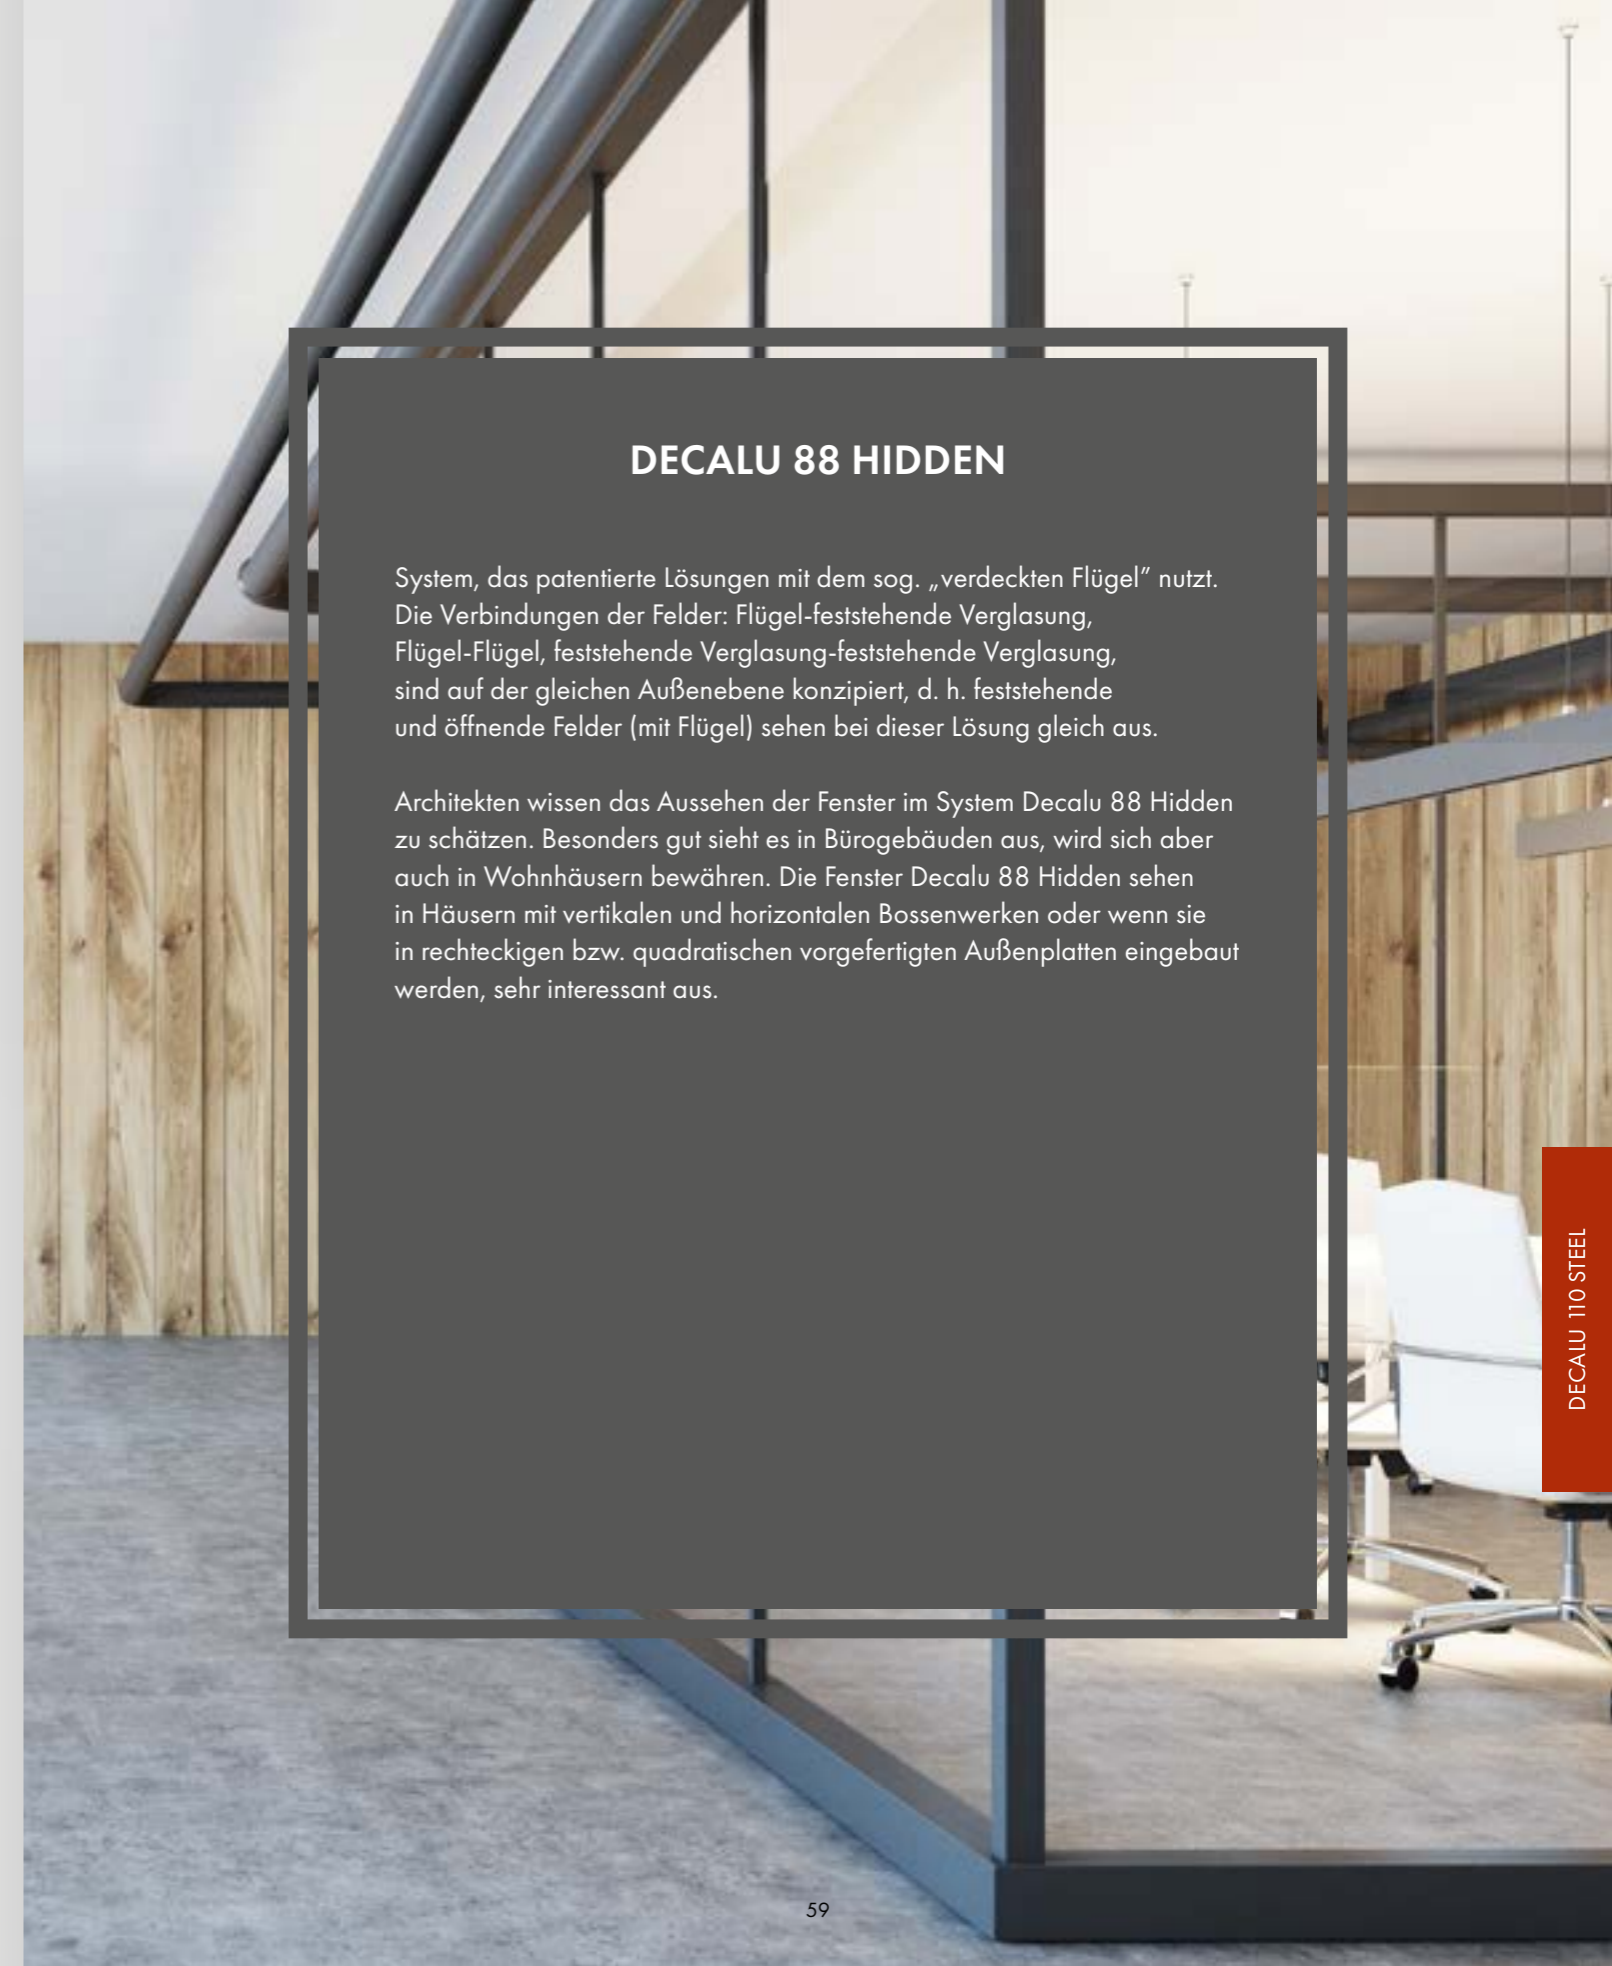 DECALU 88 HIDDEN
System, das patentierte Lösungen mit dem sog. „verdeckten Flügel” nutzt.
Die Verbindungen der Felder: Flügel-feststehende Verglasung,
Flügel-Flügel, feststehende Verglasung-feststehende Verglasung,
sind auf der gleichen Außenebene konzipiert, d. h. feststehende
und öffnende Felder (mit Flügel) sehen bei dieser Lösung gleich aus.
Architekten wissen das Aussehen der Fenster im System Decalu 88 Hidden
zu schätzen. Besonders gut sieht es in Bürogebäuden aus, wird sich aber
auch in Wohnhäusern bewähren. Die Fenster Decalu 88 Hidden sehen
in Häusern mit vertikalen und horizontalen Bossenwerken oder wenn sie
in rechteckigen bzw. quadratischen vorgefertigten Außenplatten eingebaut
werden, sehr interessant aus.
DECALU 110 STEEL
59